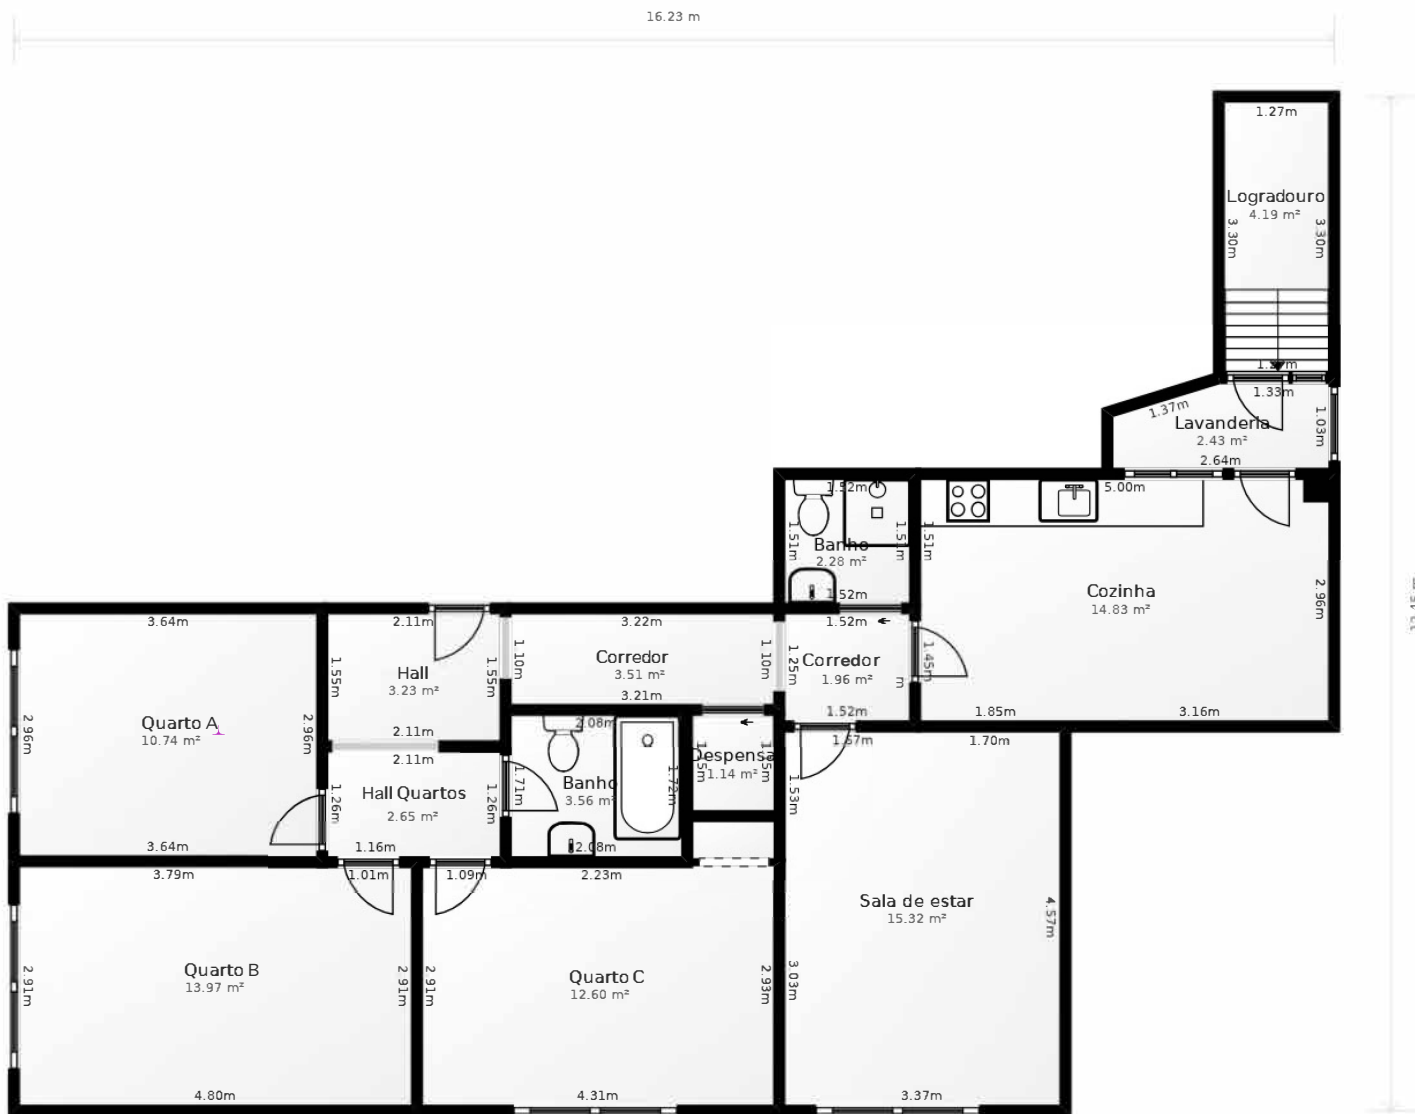 16.23 m
1.27m
Logradouro
4.19 m²
3.30m
3.30m
1.33m
1.37m
Lavanderia
2.43 m²
1.03m
2.64m
1.52m
5.00m
1.51m
1.51m
1.51m
Banho
2.28 m²
1.52m
Cozinha
14.83 m²
2.96m
3.64m
2.11m
3.22m
1.52m
1.55m
Hall
3.23 m²
1.55m
1.10m
Corredor
3.51 m²
1.10m
1.25m
Corredor
1.96 m²
1.45m
m
3.21m
1.52m
1.85m
3.16m
2.96m
Quarto A
10.74 m²
2.96m
2.11m
2.08m
1.67m
1.70m
2.11m
1.26m
Hall Quartos
2.65 m²
1.26m
1.71m
Banho
3.56 m²
1.72m
Despensa
1.14 m²
1.53m
3.64m
1.16m
2.08m
3.79m
1.01m
1.09m
2.23m
Sala de estar
15.32 m²
4.57m
2.91m
Quarto B
13.97 m²
2.91m
2.91m
Quarto C
12.60 m²
2.93m
3.03m
4.80m
4.31m
3.37m